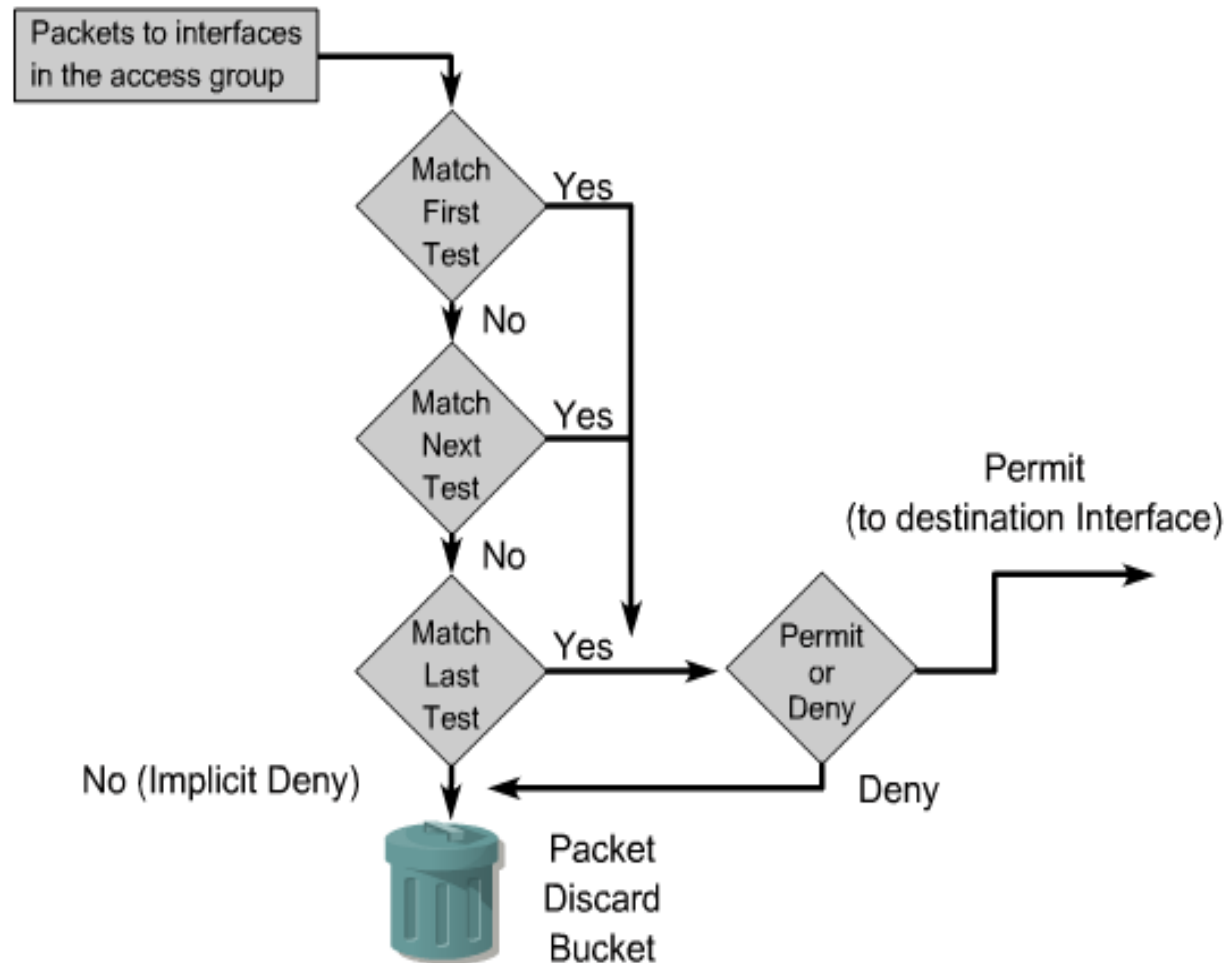 Packets to interfaces
in the access group
Match
First
Test
Yes
No
Match
Next
Test
Yes
No
Match
Last
Test
Yes
Permit
or
Deny
Permit
(to destination Interface)
No (Implicit Deny)
Deny
Packet
Discard
Bucket